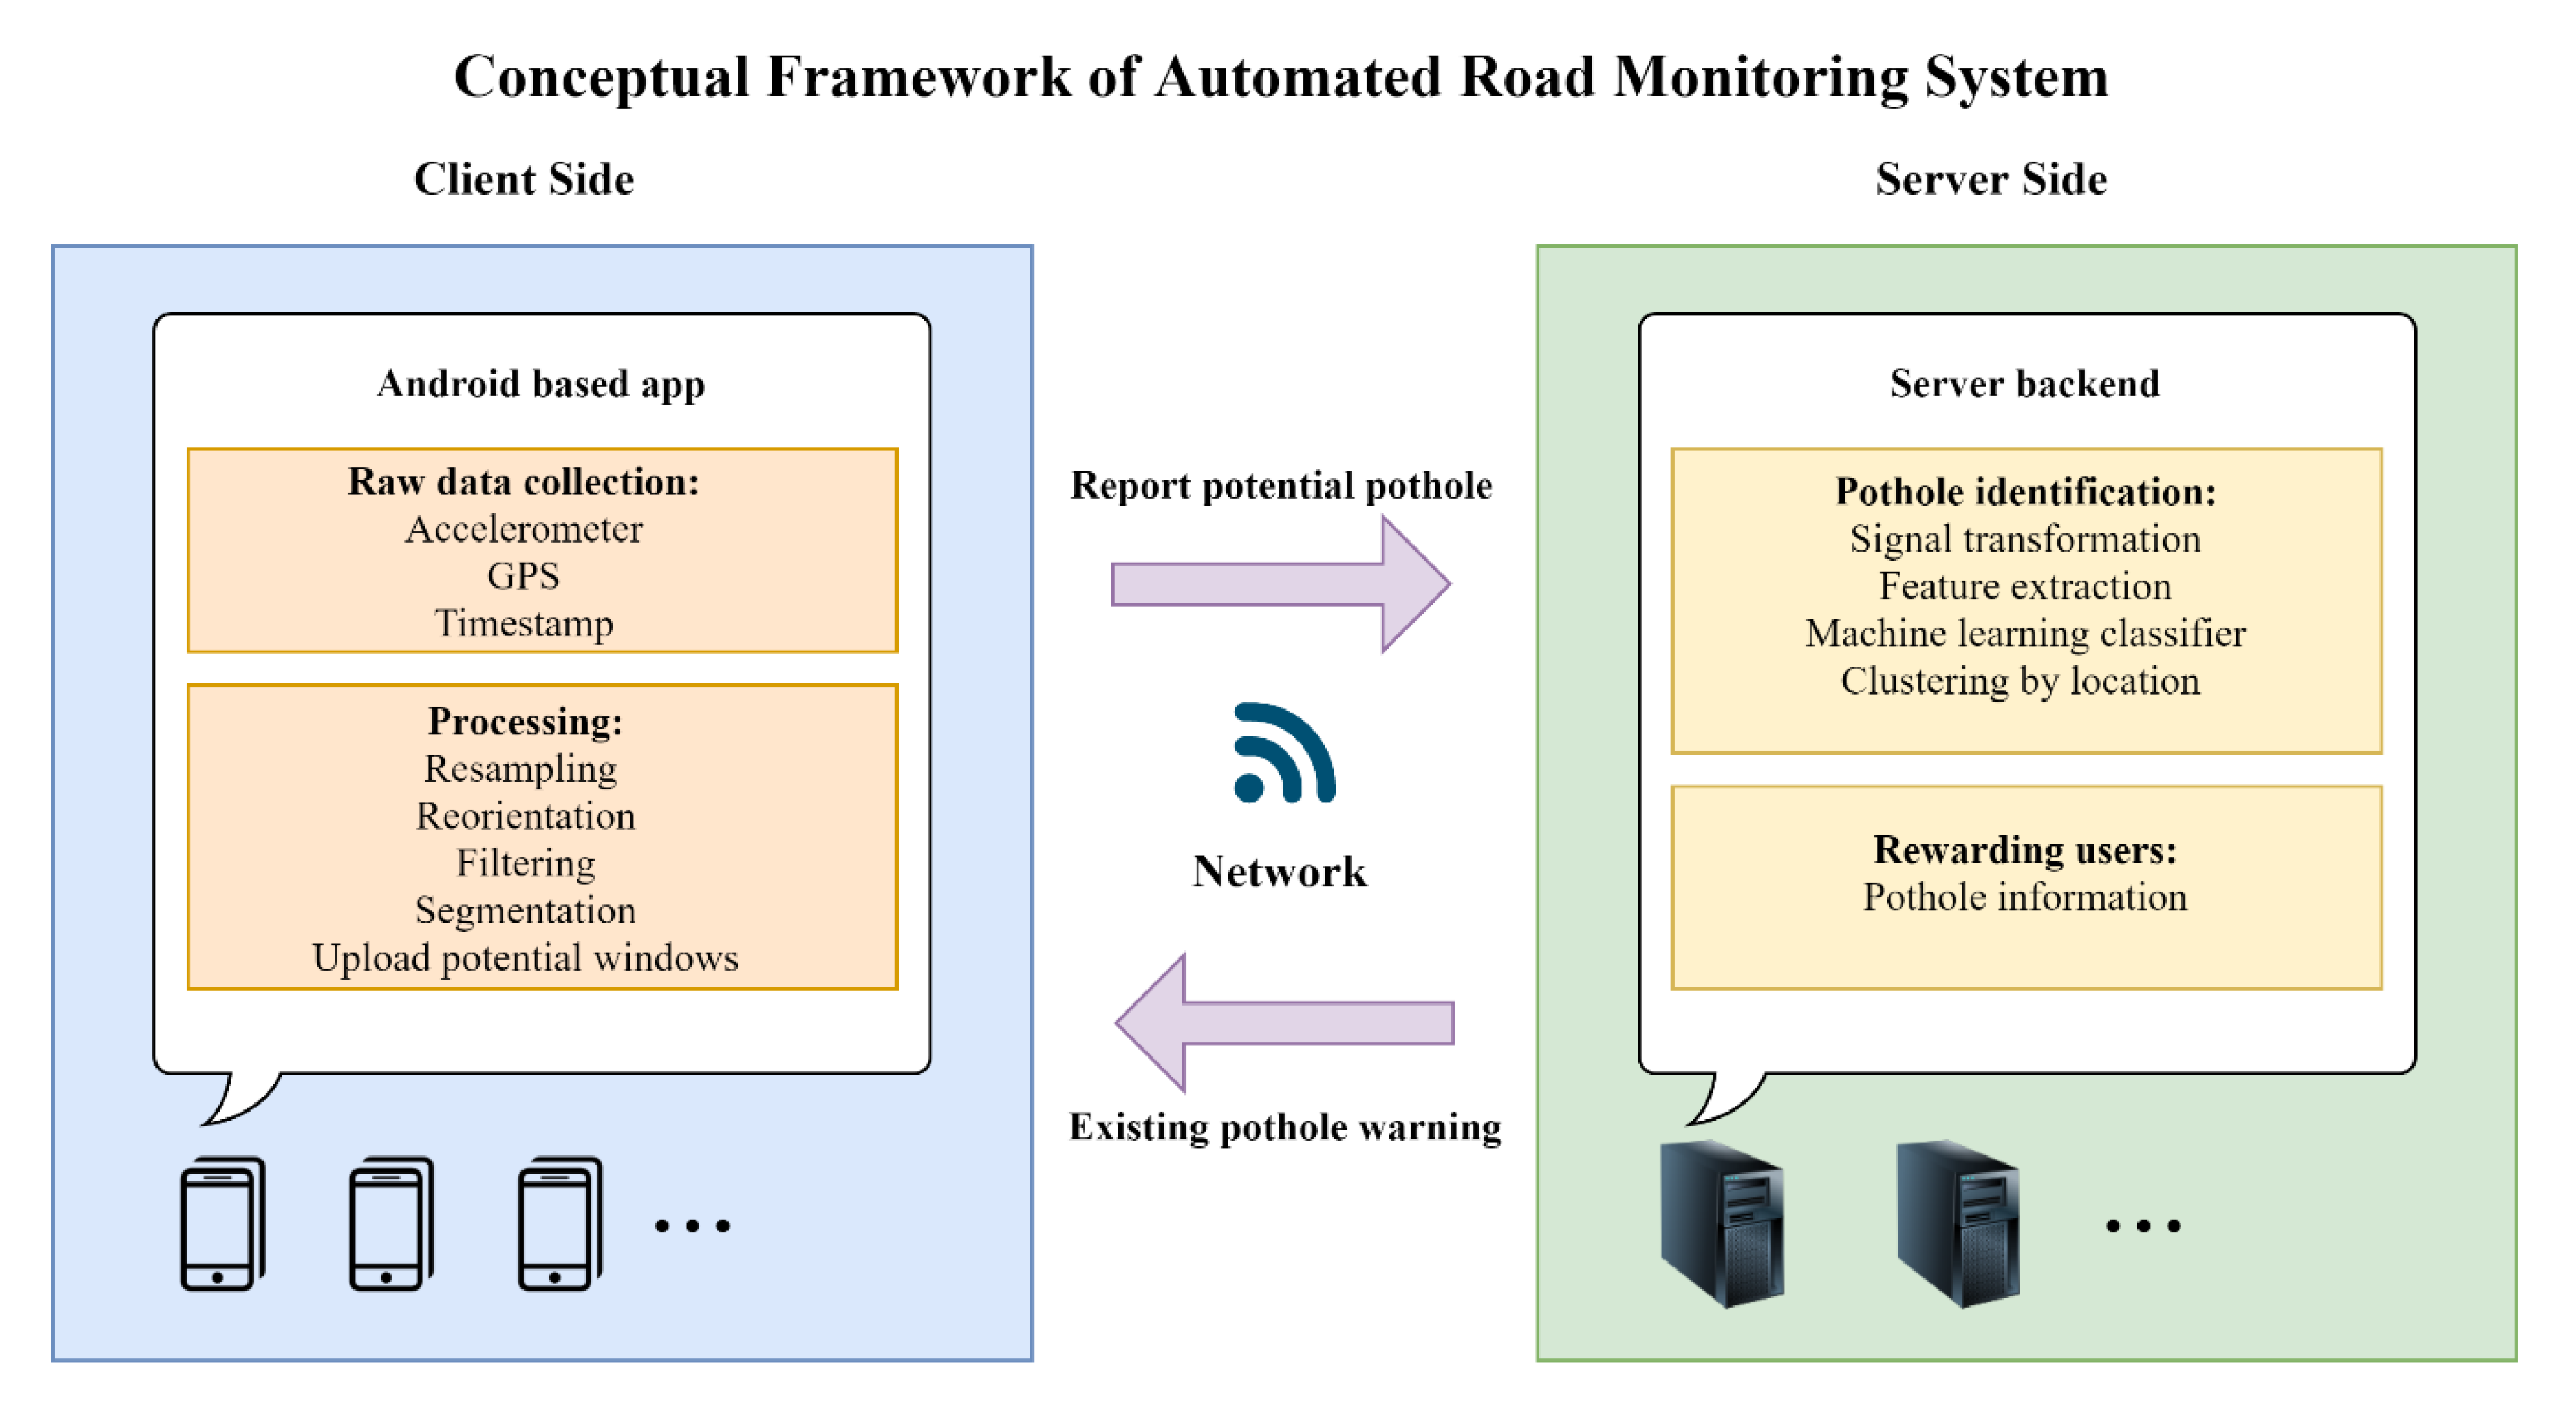 Conceptual Framework of Automated Road Monitoring System
Client Side
Android based app
Raw data collection:
Accelerometer
GPS
Timestamp
Processing:
Resampling
Reorientation
Filtering
Segmentation
Upload potential windows
Report potential pothole
Network
Existing pothole warning
Server Side
Server backend
Pothole identification:
Signal transformation
Feature extraction
Machine learning classifier
Clustering by location
Rewarding users:
Pothole information